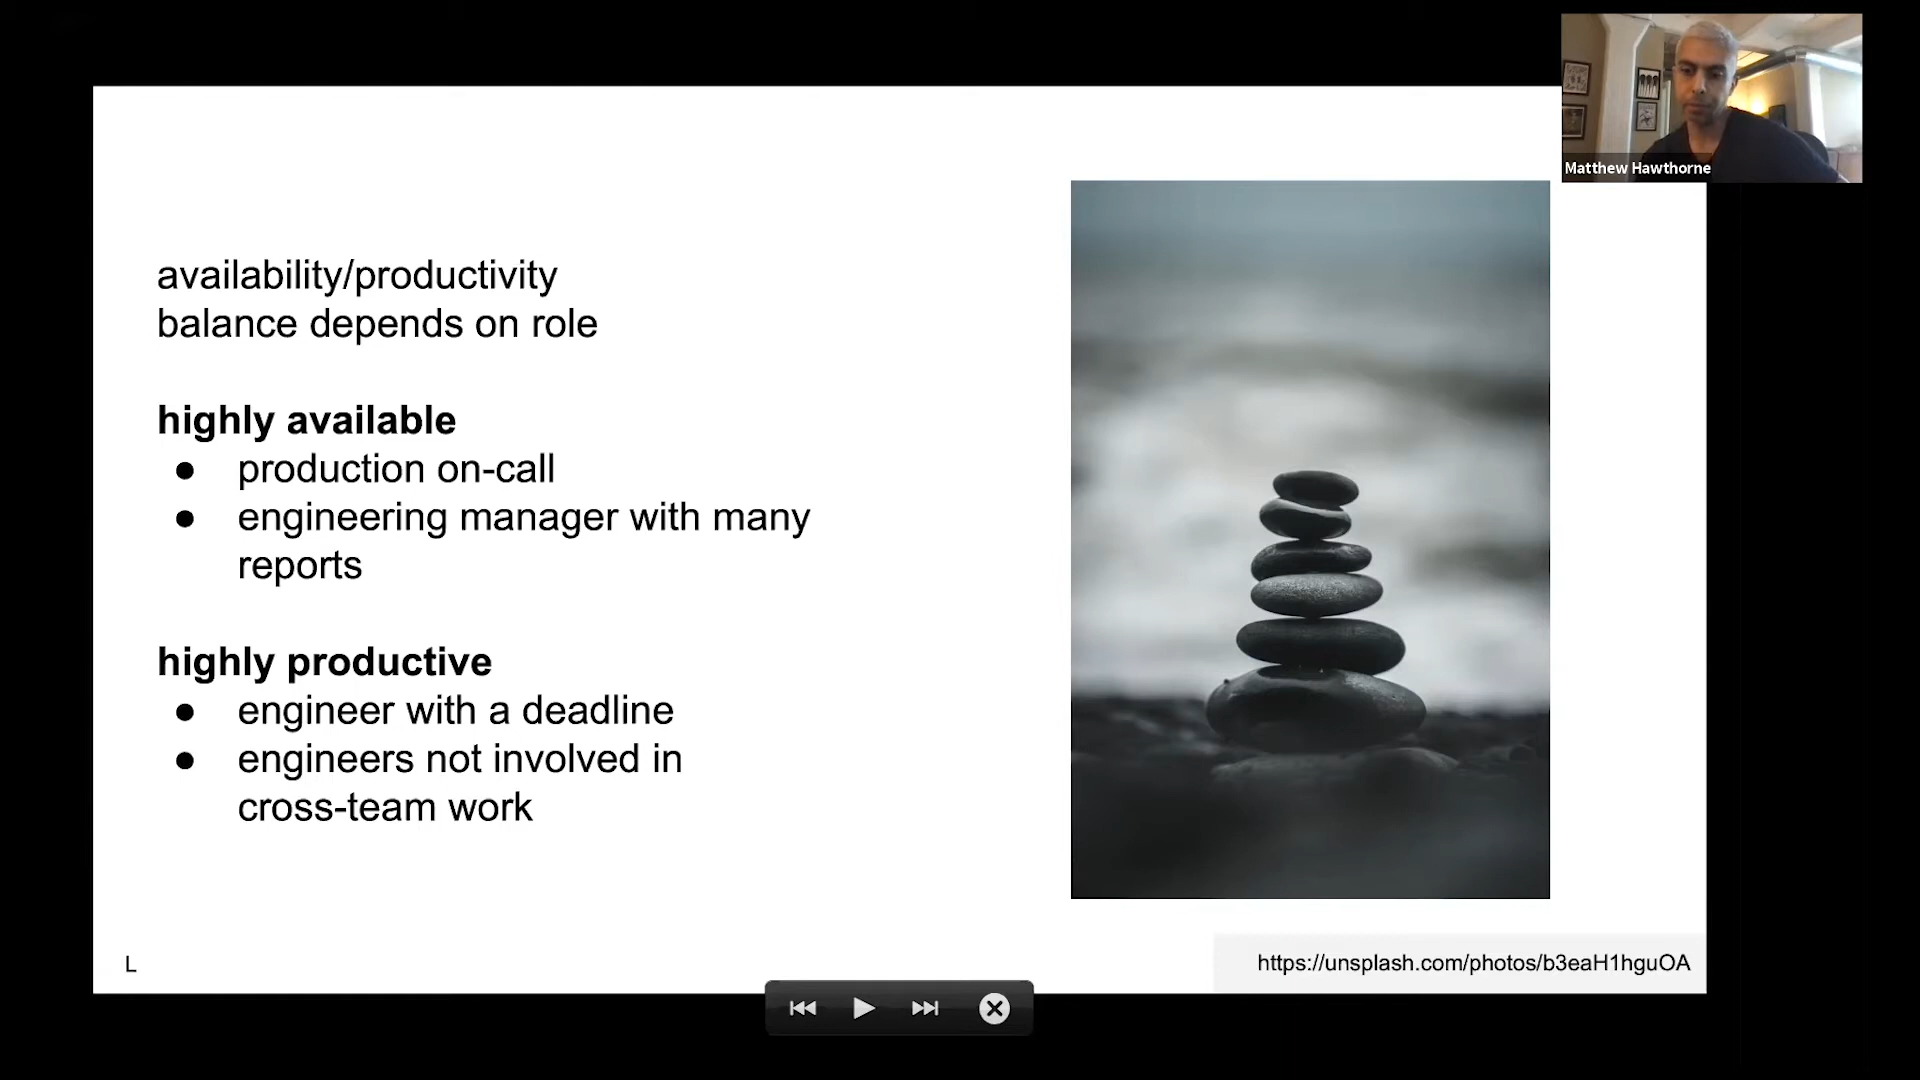 Matthew Hawthorne
availability/productivity
balance depends on role
highly available
● production on-call
● engineering manager with many
reports
highly productive
● engineer with a deadline
● engineers not involved in
cross-team work
L
https://unsplash.com/photos/b3eaH1hguOA